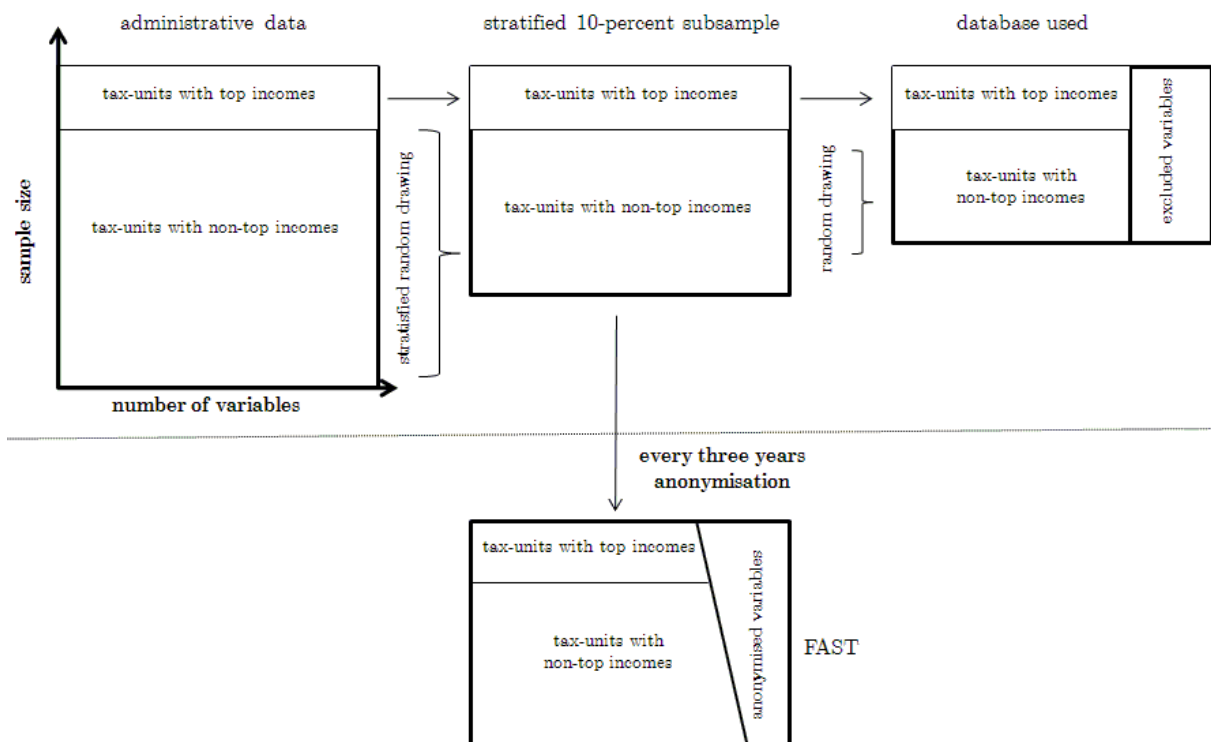 administrative data
stratified 10-percent subsample
database used
tax-units with top incomes
tax-units with top incomes
tax-units with top incomes
excluded variables
sample size
tax-units with non-top incomes
stratisfied random drawing
tax-units with non-top incomes
random drawing
tax-units with
non-top incomes
number of variables
every three years
anonymisation
tax-units with top incomes
anonymised variables
tax-units with
non-top incomes
FAST